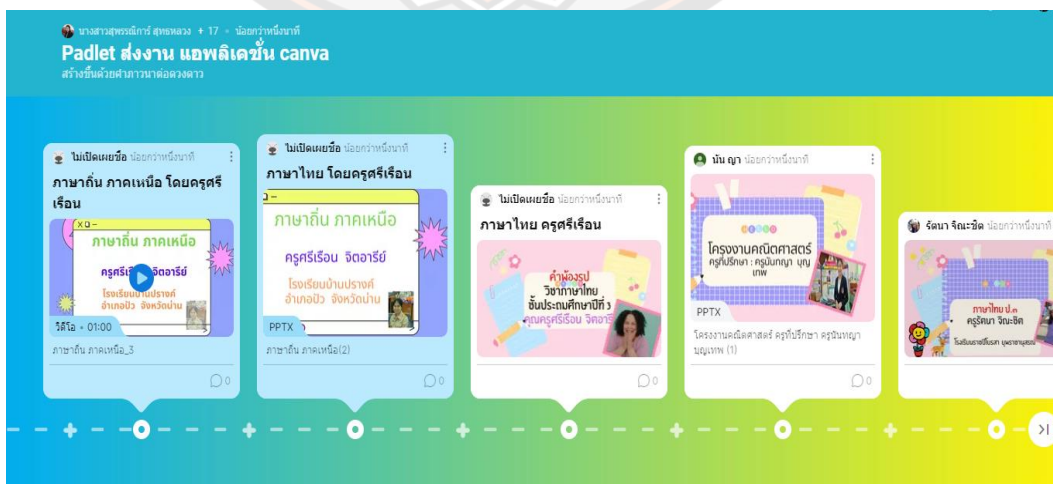 นางสาวสุพรรณิการ์ สุทธหลวง + 17 • น้อยกว่าหนึ่งนาที
Padlet ส่งงาน แอพลิเคชั่น canva
สร้างขึ้นด้วยคำภาวนาต่อดวงดาว
ไม่เปิดเผยชื่อ น้อยกว่าหนึ่งนาที
ภาษาถิ่น ภาคเหนือ โดยครูศรี
เรือน
ภาษาถิ่น ภาคเหนือ
ครูศรีเรือน จิตอารีย์
โรงเรียนบ้านปรางค์
อำเภอปัว จังหวัดน่าน
วิดีโอ • 01:00
ภาษาถิ่น ภาคเหนือ_3
0
ไม่เปิดเผยชื่อ น้อยกว่าหนึ่งนาที
ภาษาไทย โดยครูศรีเรือน
ภาษาถิ่น ภาคเหนือ
ครูศรีเรือน จิตอารีย์
โรงเรียนบ้านปรางค์
อำเภอปัว จังหวัดน่าน
PPTX
ภาษาถิ่น ภาคเหนือ(2)
0
ไม่เปิดเผยชื่อ น้อยกว่าหนึ่งนาที
ภาษาไทย ครูศรีเรือน
คำพ้องรูป
วิชาภาษาไทย
ชั้นประถมศึกษาปีที่ 3
คุณครูศรีเรือน จิตอารี
0
นัน ญา น้อยกว่าหนึ่งนาที
โครงงานคณิตศาสตร์
ครูที่ปรึกษา : ครูนันทญา บุญ
เทพ
PPTX
โครงงานคณิตศาสตร์ ครูที่ปรึกษา ครูนันทญา
บุญเทพ (1)
0
รัตนา จิณะชิต น้อยกว่าหนึ่งนาที
ภาษาไทย ป.๓
ครูรัตนา จิณะชิต